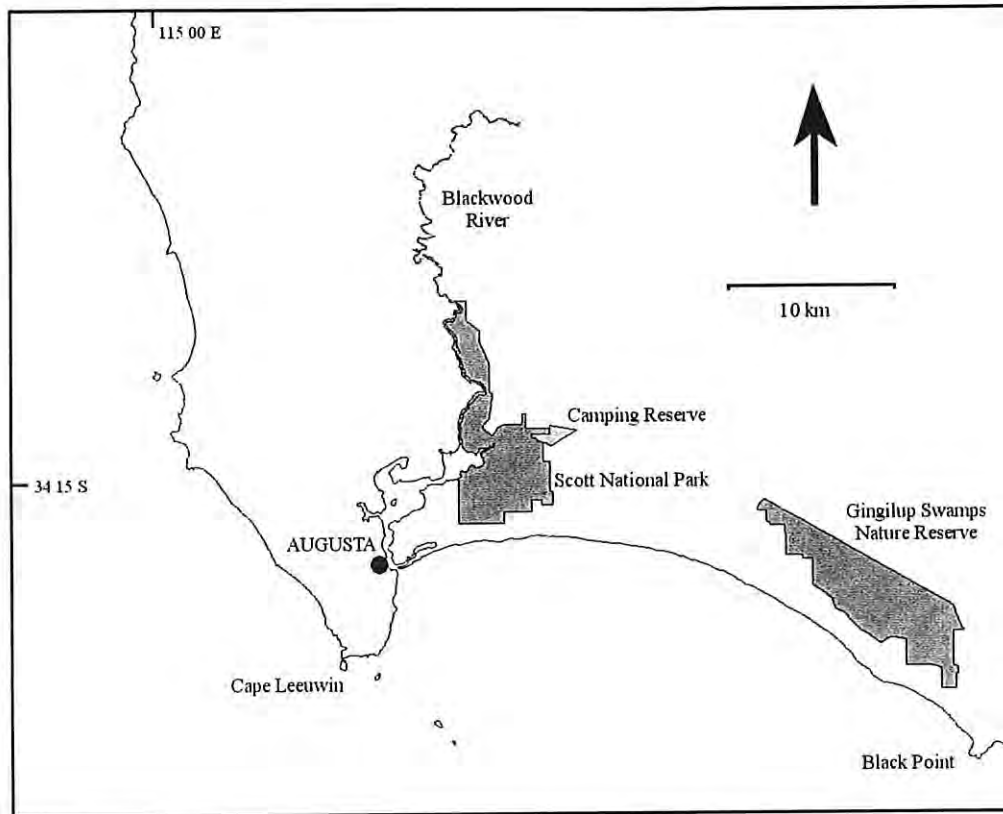 115 00 E
Blackwood
River
10 km
Camping Reserve
34 15 S
Scott National Park
Gingilup Swamps
Nature Reserve
AUGUSTA
Cape Leeuwin
Black Point